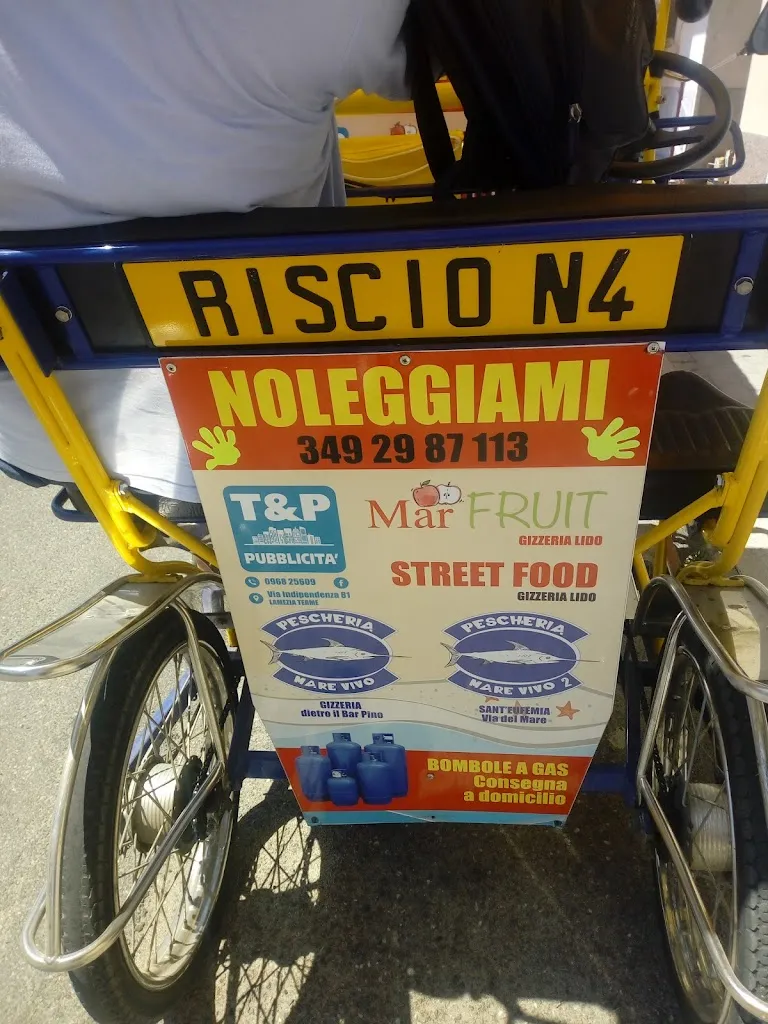 RISCIO N4
NOLEGGIAMI
349 29 87 113
T&P
PUBBLICITA'
0968 25609
Via Indipendenza 81
LAMEZIA TERME
Mar FRUIT
GIZZERIA LIDO
STREET FOOD
GIZZERIA LIDO
PESCHERIA
MARE VIVO
GIZZERIA
dietro il Bar Pino
PESCHERIA
MARE VIVO 2
SANT'EUFEMIA
Via del Mare
BOMBOLE A GAS
Consegna
a domicilio